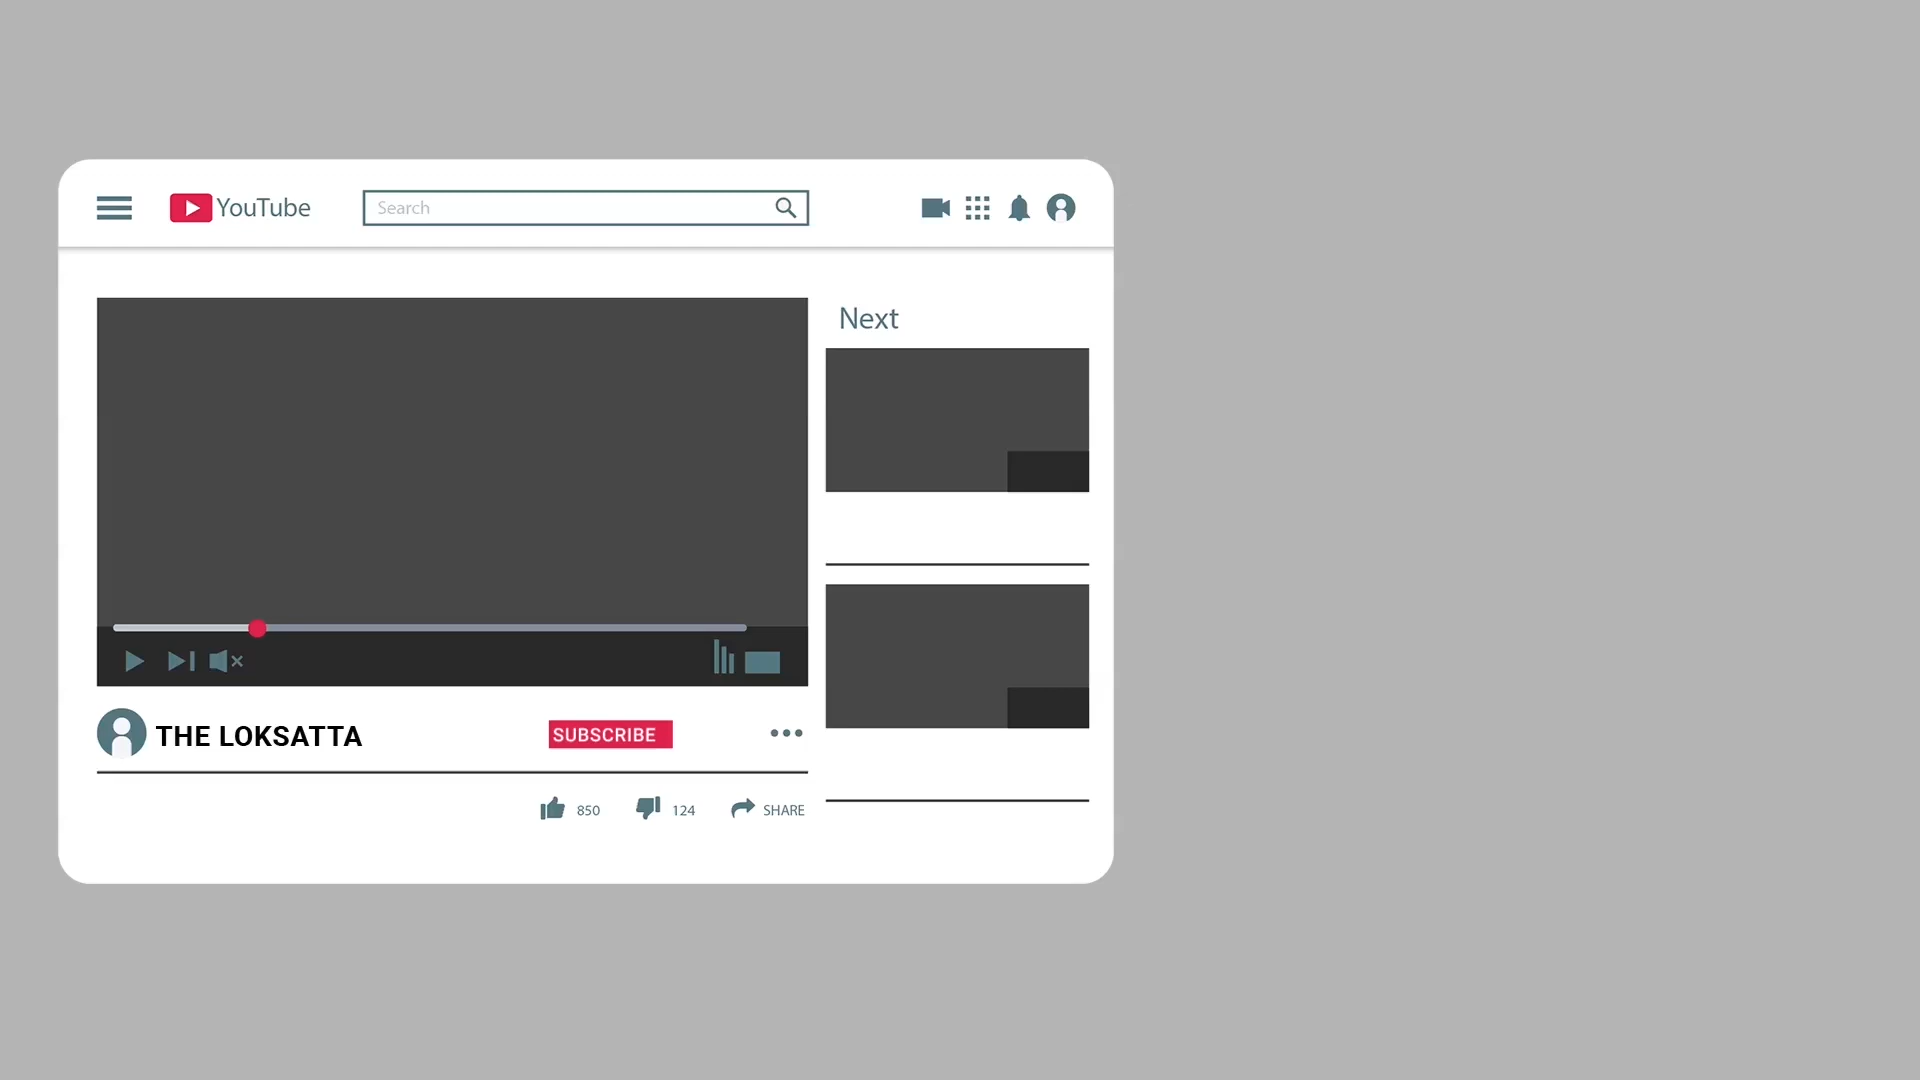 YouTube
Search
Next
THE LOKSATTA
SUBSCRIBE
850
124
SHARE